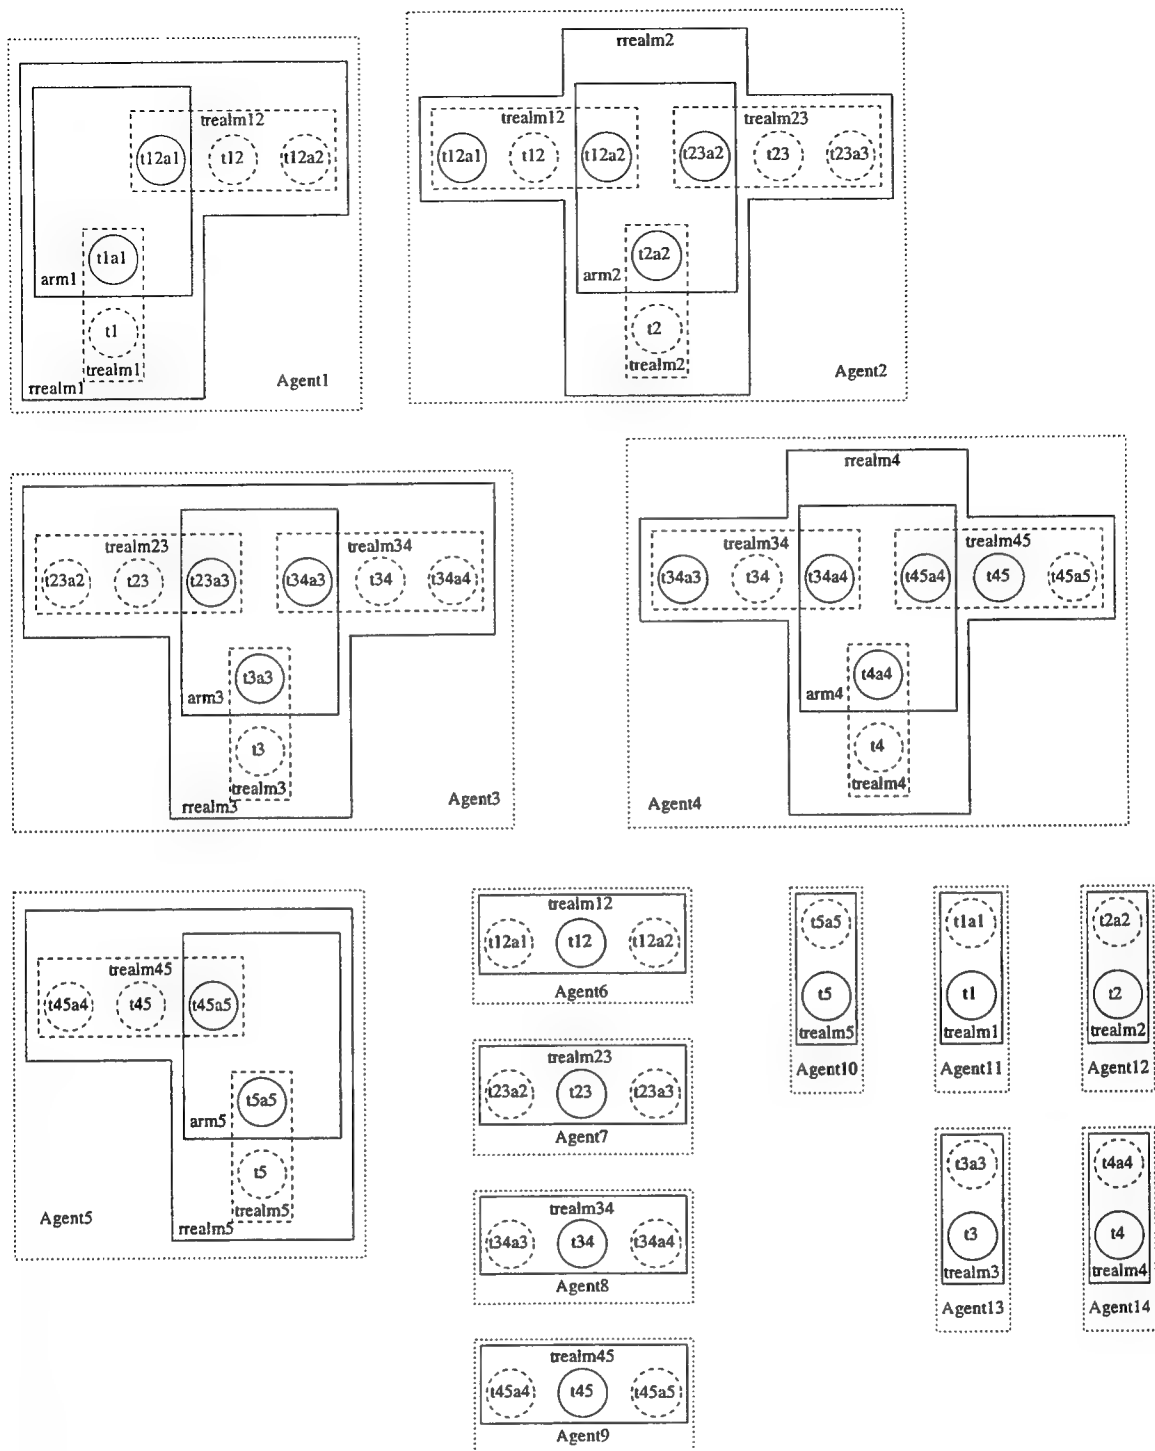 trealm12
t12a1 t12 t12a2
t1a1
arm1
t1
trealm1
rrealm1
Agent1
rrealm2
trealm12 trealm23
t12a1 t12 t12a2 t23a2 t23 t23a3
t2a2
arm2
t2
trealm2
Agent2
trealm23 trealm34
t23a2 t23 t23a3 t34a3 t34 t34a4
t3a3
arm3
t3
trealm3
rrealm3
Agent3
rrealm4
trealm34 trealm45
t34a3 t34 t34a4 t45a4 t45 t45a5
t4a4
arm4
t4
trealm4
Agent4
trealm45
t45a4 t45 t45a5
t5a5
arm5
t5
trealm5
rrealm5
Agent5
trealm12
t12a1 t12 t12a2
Agent6
trealm23
t23a2 t23 t23a3
Agent7
trealm34
t34a3 t34 t34a4
Agent8
trealm45
t45a4 t45 t45a5
Agent9
t5a5
t5
trealm5
Agent10
t1a1
t1
trealm1
Agent11
t2a2
t2
trealm2
Agent12
t3a3
t3
trealm3
Agent13
t4a4
t4
trealm4
Agent14